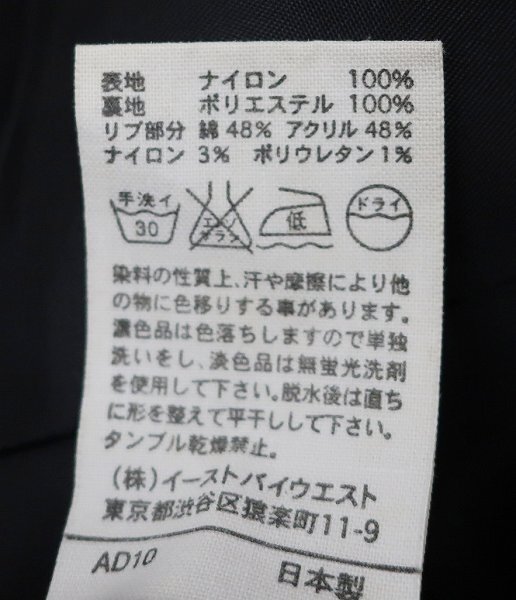 表地 ナイロン 100%
裏地 ポリエステル 100%
リブ部分 綿 48% アクリル 48%
ナイロン 3% ポリウレタン 1%
手洗イ 30 エンソサラシ 低 ドライ
染料の性質上、汗や摩擦により他
の物に色移りする事があります。
濃色品は色落ちしますので単独
洗いをし、淡色品は無蛍光洗剤
を使用して下さい。脱水後は直ち
に形を整えて平干しして下さい。
タンブル乾燥禁止。
(株)イーストバイウエスト
東京都渋谷区猿楽町11-9
AD10 日本製